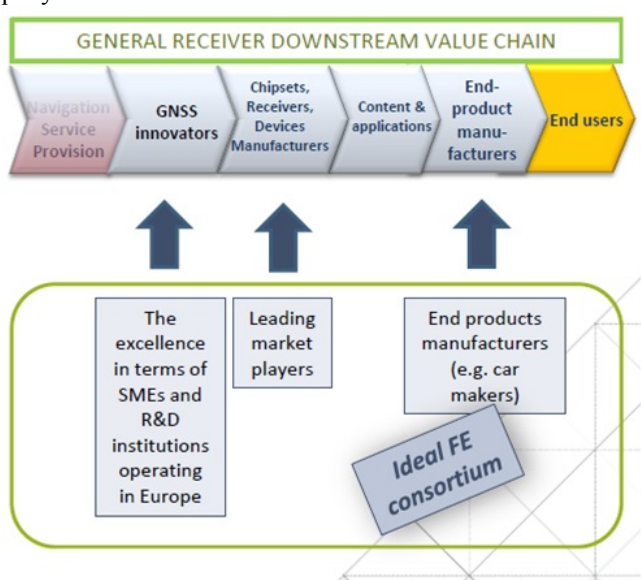 GENERAL RECEIVER DOWNSTREAM VALUE CHAIN
Navigation
Service
Provision
GNSS
innovators
Chipsets,
Receivers,
Devices
Manufacturers
Content &
applications
End-
product
manu-
facturers
End users
The
excellence
in terms of
SMEs and
R&D
institutions
operating
in Europe
Leading
market
players
End products
manufacturers
(e.g. car
makers)
Ideal FE
consortium